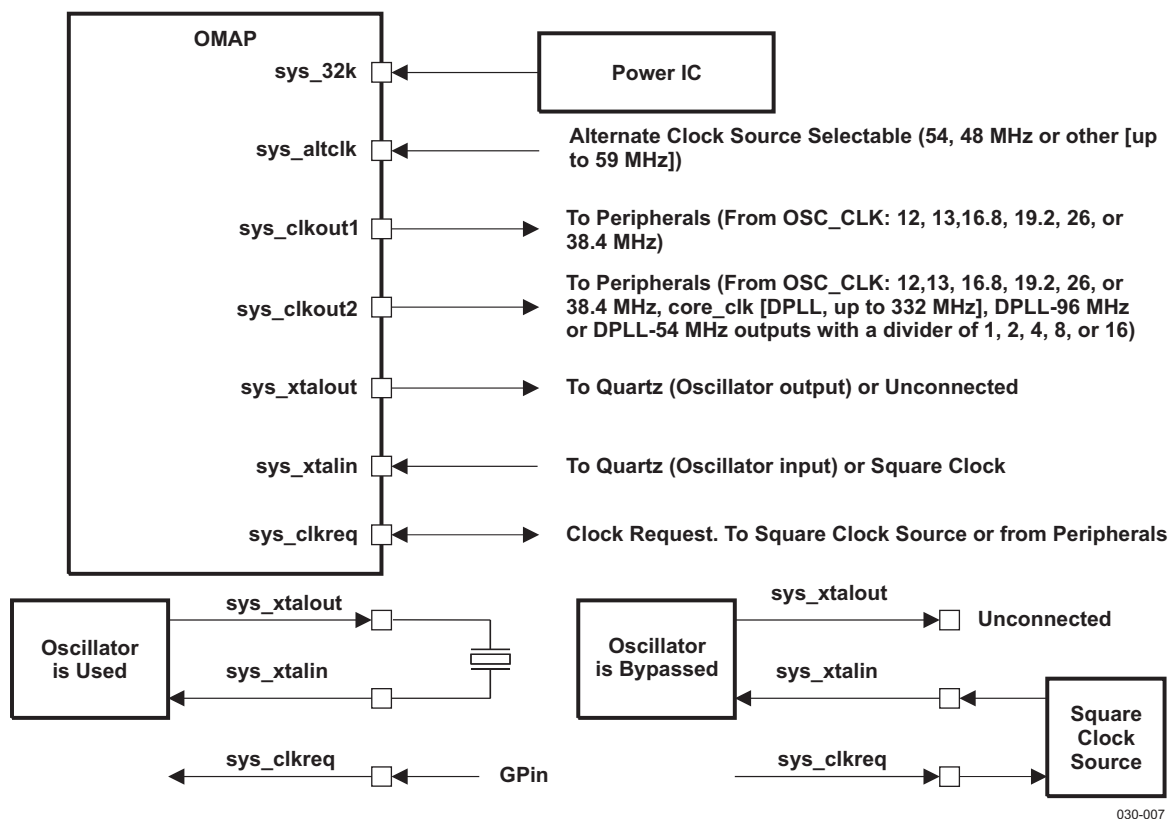 OMAP
sys_32k
Power IC
sys_altclk
Alternate Clock Source Selectable (54, 48 MHz or other [up
to 59 MHz])
sys_clkout1
To Peripherals (From OSC_CLK: 12, 13,16.8, 19.2, 26, or
38.4 MHz)
sys_clkout2
To Peripherals (From OSC_CLK: 12,13, 16.8, 19.2, 26, or
38.4 MHz, core_clk [DPLL, up to 332 MHz], DPLL-96 MHz
or DPLL-54 MHz outputs with a divider of 1, 2, 4, 8, or 16)
sys_xtalout
To Quartz (Oscillator output) or Unconnected
sys_xtalin
To Quartz (Oscillator input) or Square Clock
sys_clkreq
Clock Request. To Square Clock Source or from Peripherals
Oscillator
is Used
sys_xtalout
sys_xtalin
sys_clkreq
GPin
Oscillator
is Bypassed
sys_xtalout
Unconnected
sys_xtalin
sys_clkreq
Square
Clock
Source
030-007